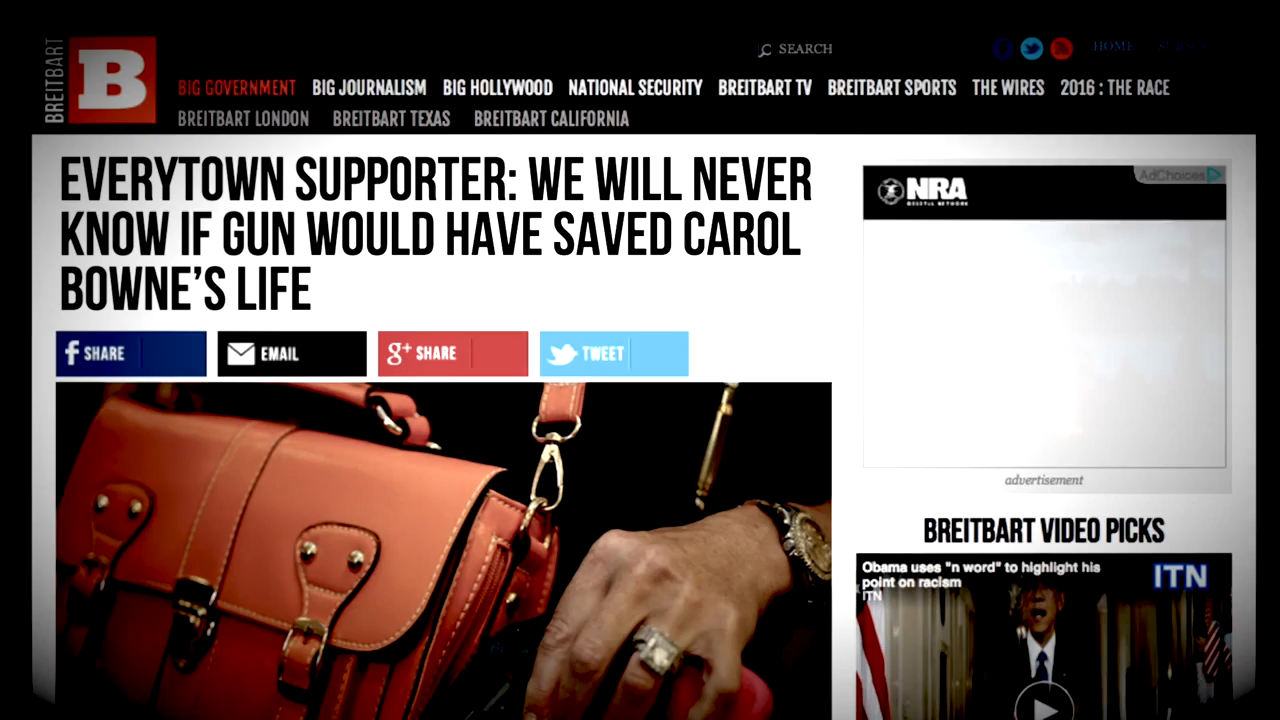 BREITBART
B
SEARCH
HOME
BIG GOVERNMENT BIG JOURNALISM BIG HOLLYWOOD NATIONAL SECURITY BREITBART TV BREITBART SPORTS THE WIRES 2016 : THE RACE
BREITBART LONDON BREITBART TEXAS BREITBART CALIFORNIA
EVERYTOWN SUPPORTER: WE WILL NEVER
KNOW IF GUN WOULD HAVE SAVED CAROL
BOWNE'S LIFE
f SHARE
EMAIL
g+ SHARE
TWEET
AdChoices
NRA
advertisement
BREITBART VIDEO PICKS
Obama uses "n word" to highlight his
point on racism
ITN
ITN